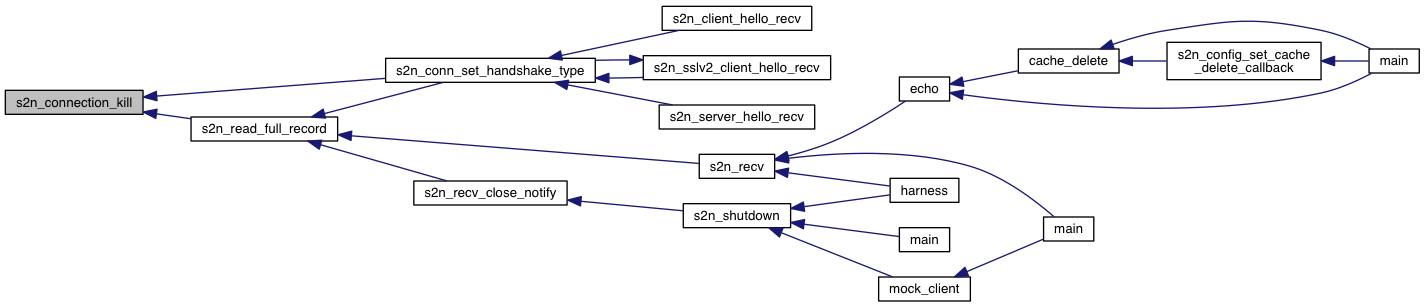 s2n_connection_kill
s2n_conn_set_handshake_type
s2n_read_full_record
s2n_recv_close_notify
s2n_client_hello_recv
s2n_sslv2_client_hello_recv
s2n_server_hello_recv
s2n_recv
s2n_shutdown
echo
harness
main
mock_client
cache_delete
s2n_config_set_cache
_delete_callback
main
main